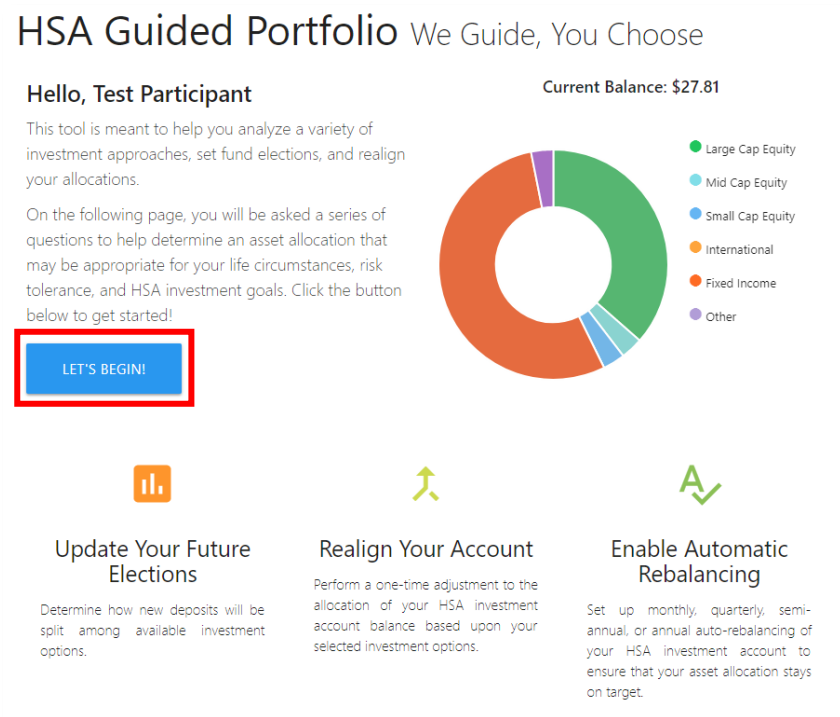 HSA Guided Portfolio We Guide, You Choose
Hello, Test Participant
This tool is meant to help you analyze a variety of
investment approaches, set fund elections, and realign
your allocations.
On the following page, you will be asked a series of
questions to help determine an asset allocation that
may be appropriate for your life circumstances, risk
tolerance, and HSA investment goals. Click the button
below to get started!
LET'S BEGIN!
Current Balance: $27.81
Large Cap Equity
Mid Cap Equity
Small Cap Equity
International
Fixed Income
Other
Update Your Future
Elections
Determine how new deposits will be
split among available investment
options.
Realign Your Account
Perform a one-time adjustment to the
allocation of your HSA investment
account balance based upon your
selected investment options.
Enable Automatic
Rebalancing
Set up monthly, quarterly, semi-
annual, or annual auto-rebalancing of
your HSA investment account to
ensure that your asset allocation stays
on target.